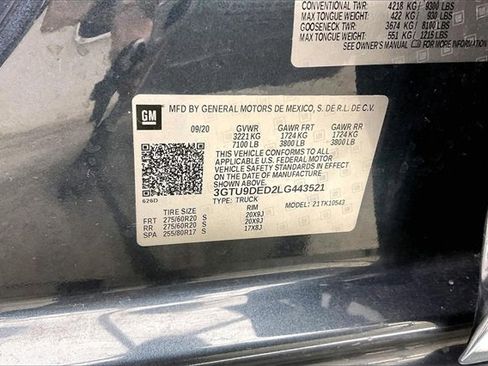 CONVENTIONAL TWR: 4218 KG / 9300 LBS
MAX TONGUE WEIGHT: 422 KG / 930 LBS
GOOSENECK TWR: 3674 KG / 8100 LBS
MAX TONGUE WEIGHT: 551 KG / 1215 LBS
SEE OWNER'S MANUAL FOR DEFINITIONS
GM
MFD BY GENERAL MOTORS DE MEXICO, S. DE R.L. DE C.V.
09/20 GVWR GAWR FRT GAWR RR
3221 KG 1724 KG 1724 KG
7100 LB 3800 LB 3800 LB
THIS VEHICLE CONFORMS TO ALL
APPLICABLE U.S. FEDERAL MOTOR
VEHICLE SAFETY STANDARDS IN EFFECT
ON THE DATE OF MANUFACTURE SHOWN ABOVE.
3GTU9DED2LG443521
626D
TYPE: TRUCK
21TK10543
TIRE SIZE RIM
FRT 275/60R20 S 20X9J
RR 275/60R20 S 20X9J
SPA 255/80R17 S 17X8J